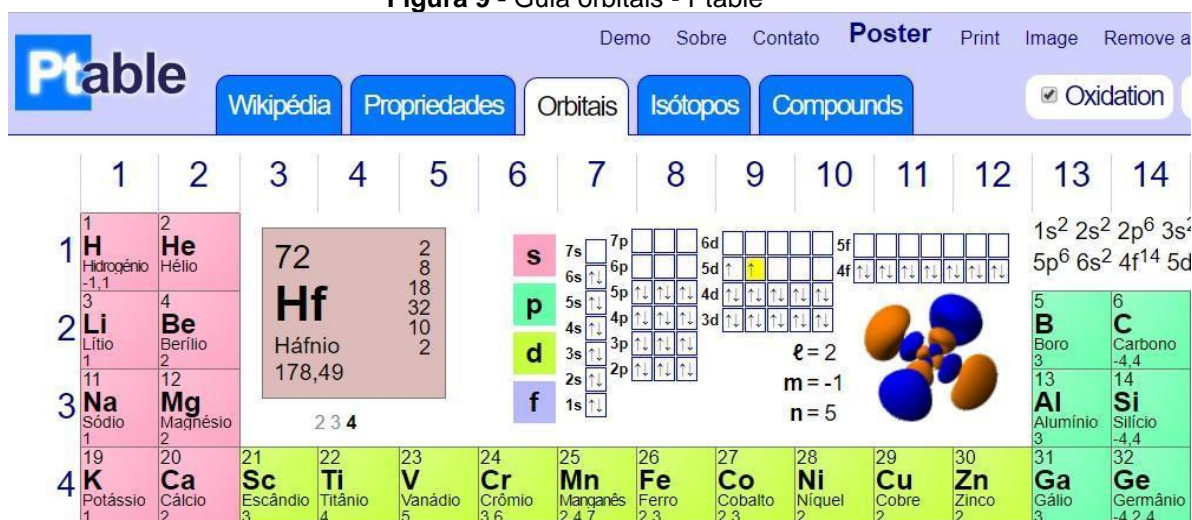 Figura 9 - Guia orbitais - Ptable
Demo Sobre Contato Poster Print Image Remove a
Ptable
Wikipédia Propriedades Orbitais Isótopos Compounds Oxidation
1 2 3 4 5 6 7 8 9 10 11 12 13 14
1
1 H Hidrogénio -1,1
2 He Hélio
72 Hf Háfnio 178,49
2
8
18
32
10
2
2 3 4
s
p
d
f
7s
6s ↑↓
5s ↑↓
4s ↑↓
3s ↑↓
2s ↑↓
1s ↑↓
7p
6p
5p ↑↓ ↑↓ ↑↓
4p ↑↓ ↑↓ ↑↓
3p ↑↓ ↑↓ ↑↓
2p ↑↓ ↑↓ ↑↓
6d
5d ↑ ↑
4d ↑↓ ↑↓ ↑↓ ↑↓ ↑↓
3d ↑↓ ↑↓ ↑↓ ↑↓ ↑↓
5f
4f ↑↓ ↑↓ ↑↓ ↑↓ ↑↓ ↑↓ ↑↓
ℓ = 2
m = -1
n = 5
1s² 2s² 2p⁶ 3s²
5p⁶ 6s² 4f¹⁴ 5d
2
3 Li Lítio 1
4 Be Berílio 2
5 B Boro 3
6 C Carbono -4,4
3
11 Na Sódio 1
12 Mg Magnésio 2
13 Al Alumínio 3
14 Si Silício -4,4
4
19 K Potássio 1
20 Ca Cálcio 2
21 Sc Escândio 3
22 Ti Titânio 4
23 V Vanádio 5
24 Cr Crômio 3,6
25 Mn Manganês 2,4,7
26 Fe Ferro 2,3
27 Co Cobalto 2,3
28 Ni Níquel 2
29 Cu Cobre 2
30 Zn Zinco 2
31 Ga Gálio 3
32 Ge Germânio -4,2,4